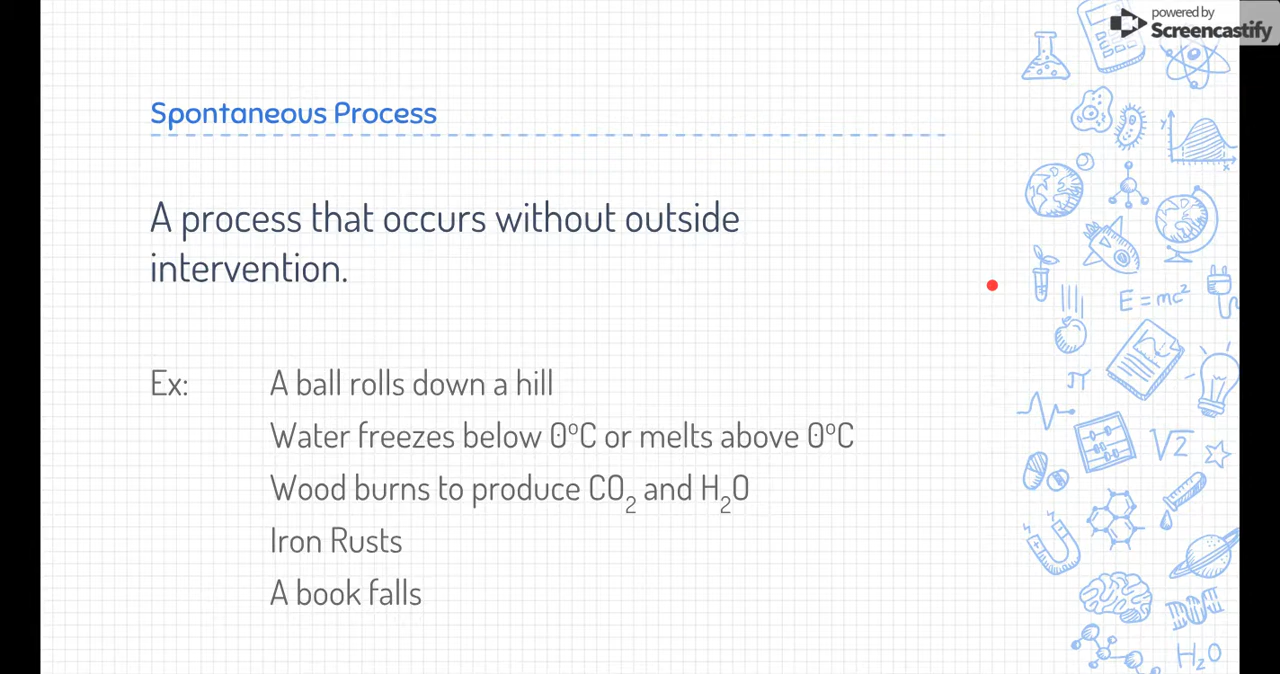 powered by
Screencastify
Spontaneous Process
A process that occurs without outside
intervention.
Ex: A ball rolls down a hill
Water freezes below 0°C or melts above 0°C
Wood burns to produce CO₂ and H₂O
Iron Rusts
A book falls
y
x
E = mc²
π
√2
H₂O